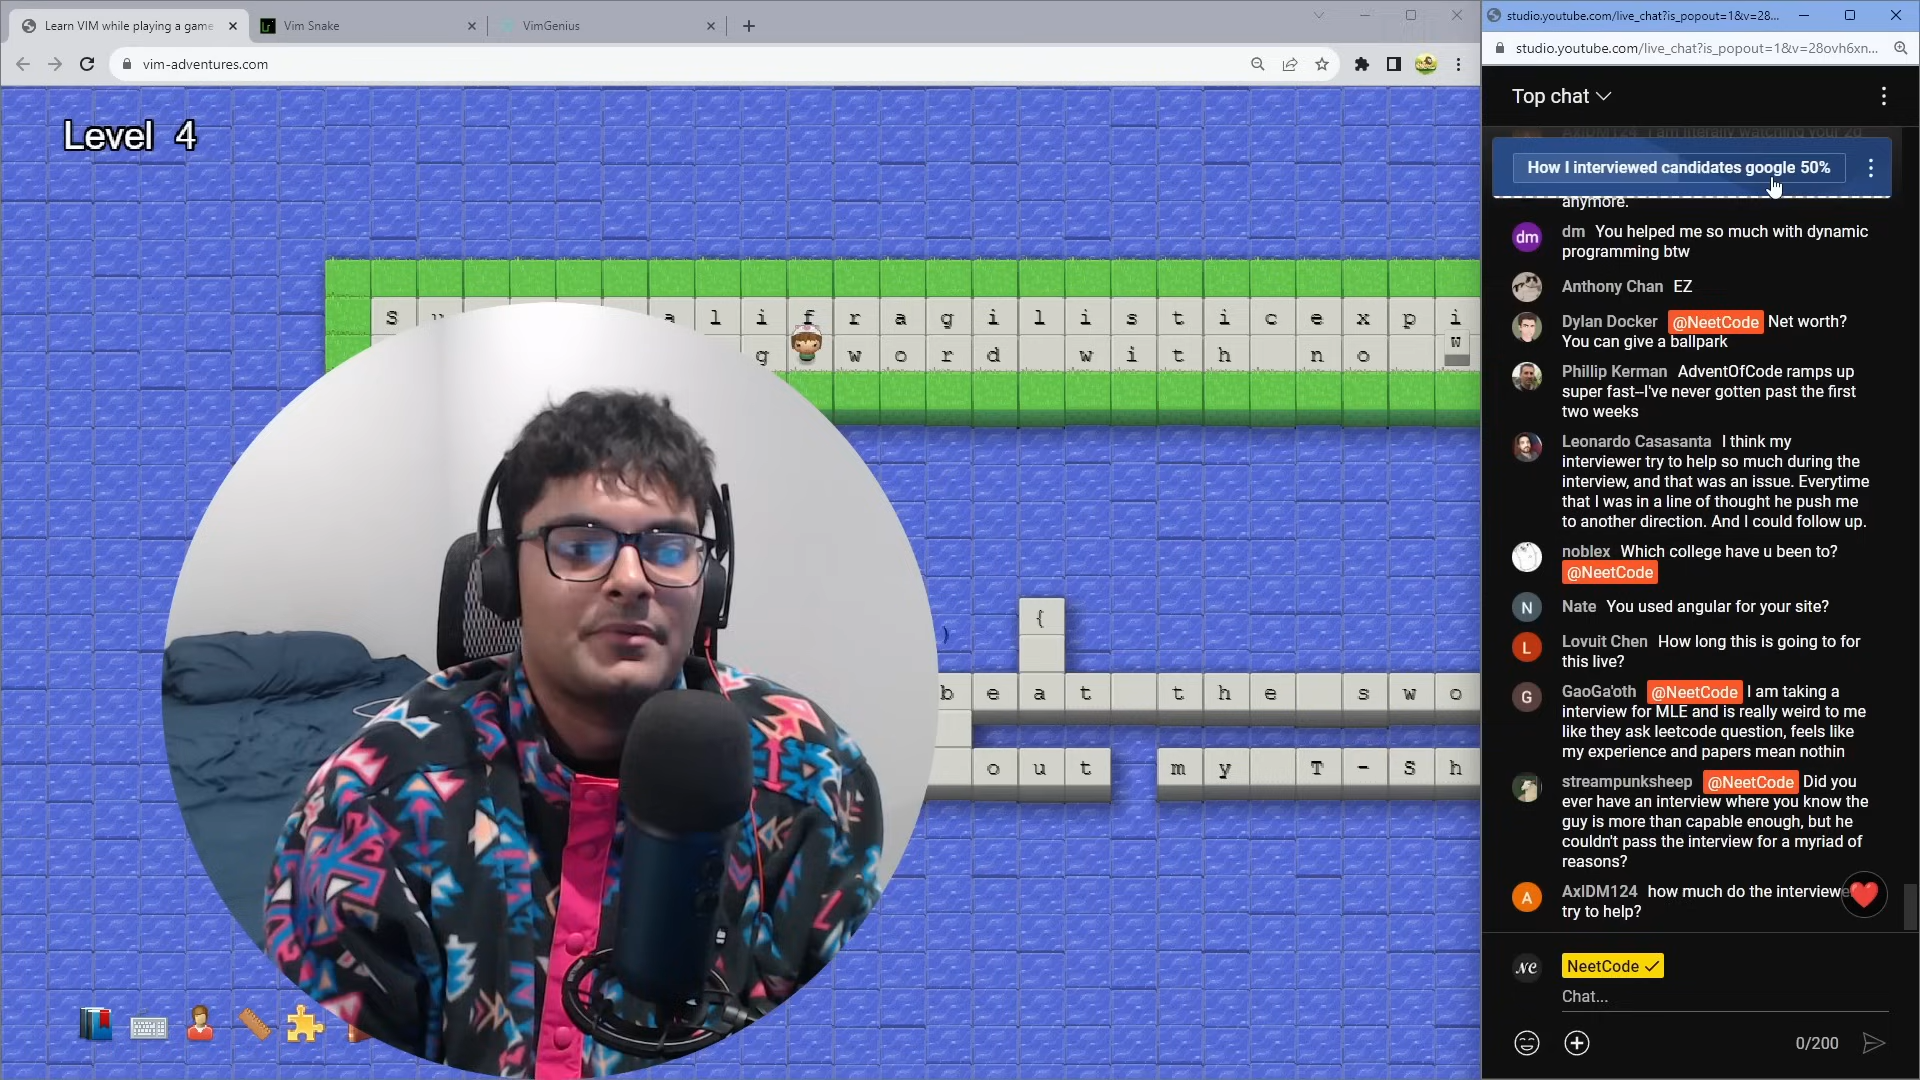 Learn VIM while playing a game
Vim Snake
VimGenius
vim-adventures.com
Level 4
S u a l i f r a g i l i s t i c e x p i
g w o r d w i t h n o w
)
{
b e a t t h e s w o
o u t m y T - S h
studio.youtube.com/live_chat?is_popout=1&v=28...
studio.youtube.com/live_chat?is_popout=1&v=28ovh6xn...
Top chat
AxIDM124 I am literally watching your 2d
How I interviewed candidates google 50%
anymore.
dm You helped me so much with dynamic
programming btw
Anthony Chan EZ
Dylan Docker @NeetCode Net worth?
You can give a ballpark
Phillip Kerman AdventOfCode ramps up
super fast--I've never gotten past the first
two weeks
Leonardo Casasanta I think my
interviewer try to help so much during the
interview, and that was an issue. Everytime
that I was in a line of thought he push me
to another direction. And I could follow up.
noblex Which college have u been to?
@NeetCode
N
Nate You used angular for your site?
L
Lovuit Chen How long this is going to for
this live?
G
GaoGa'oth @NeetCode I am taking a
interview for MLE and is really weird to me
like they ask leetcode question, feels like
my experience and papers mean nothin
streampunksheep @NeetCode Did you
ever have an interview where you know the
guy is more than capable enough, but he
couldn't pass the interview for a myriad of
reasons?
A
AxIDM124 how much do the interviewe
try to help?
NC
NeetCode
Chat...
0/200